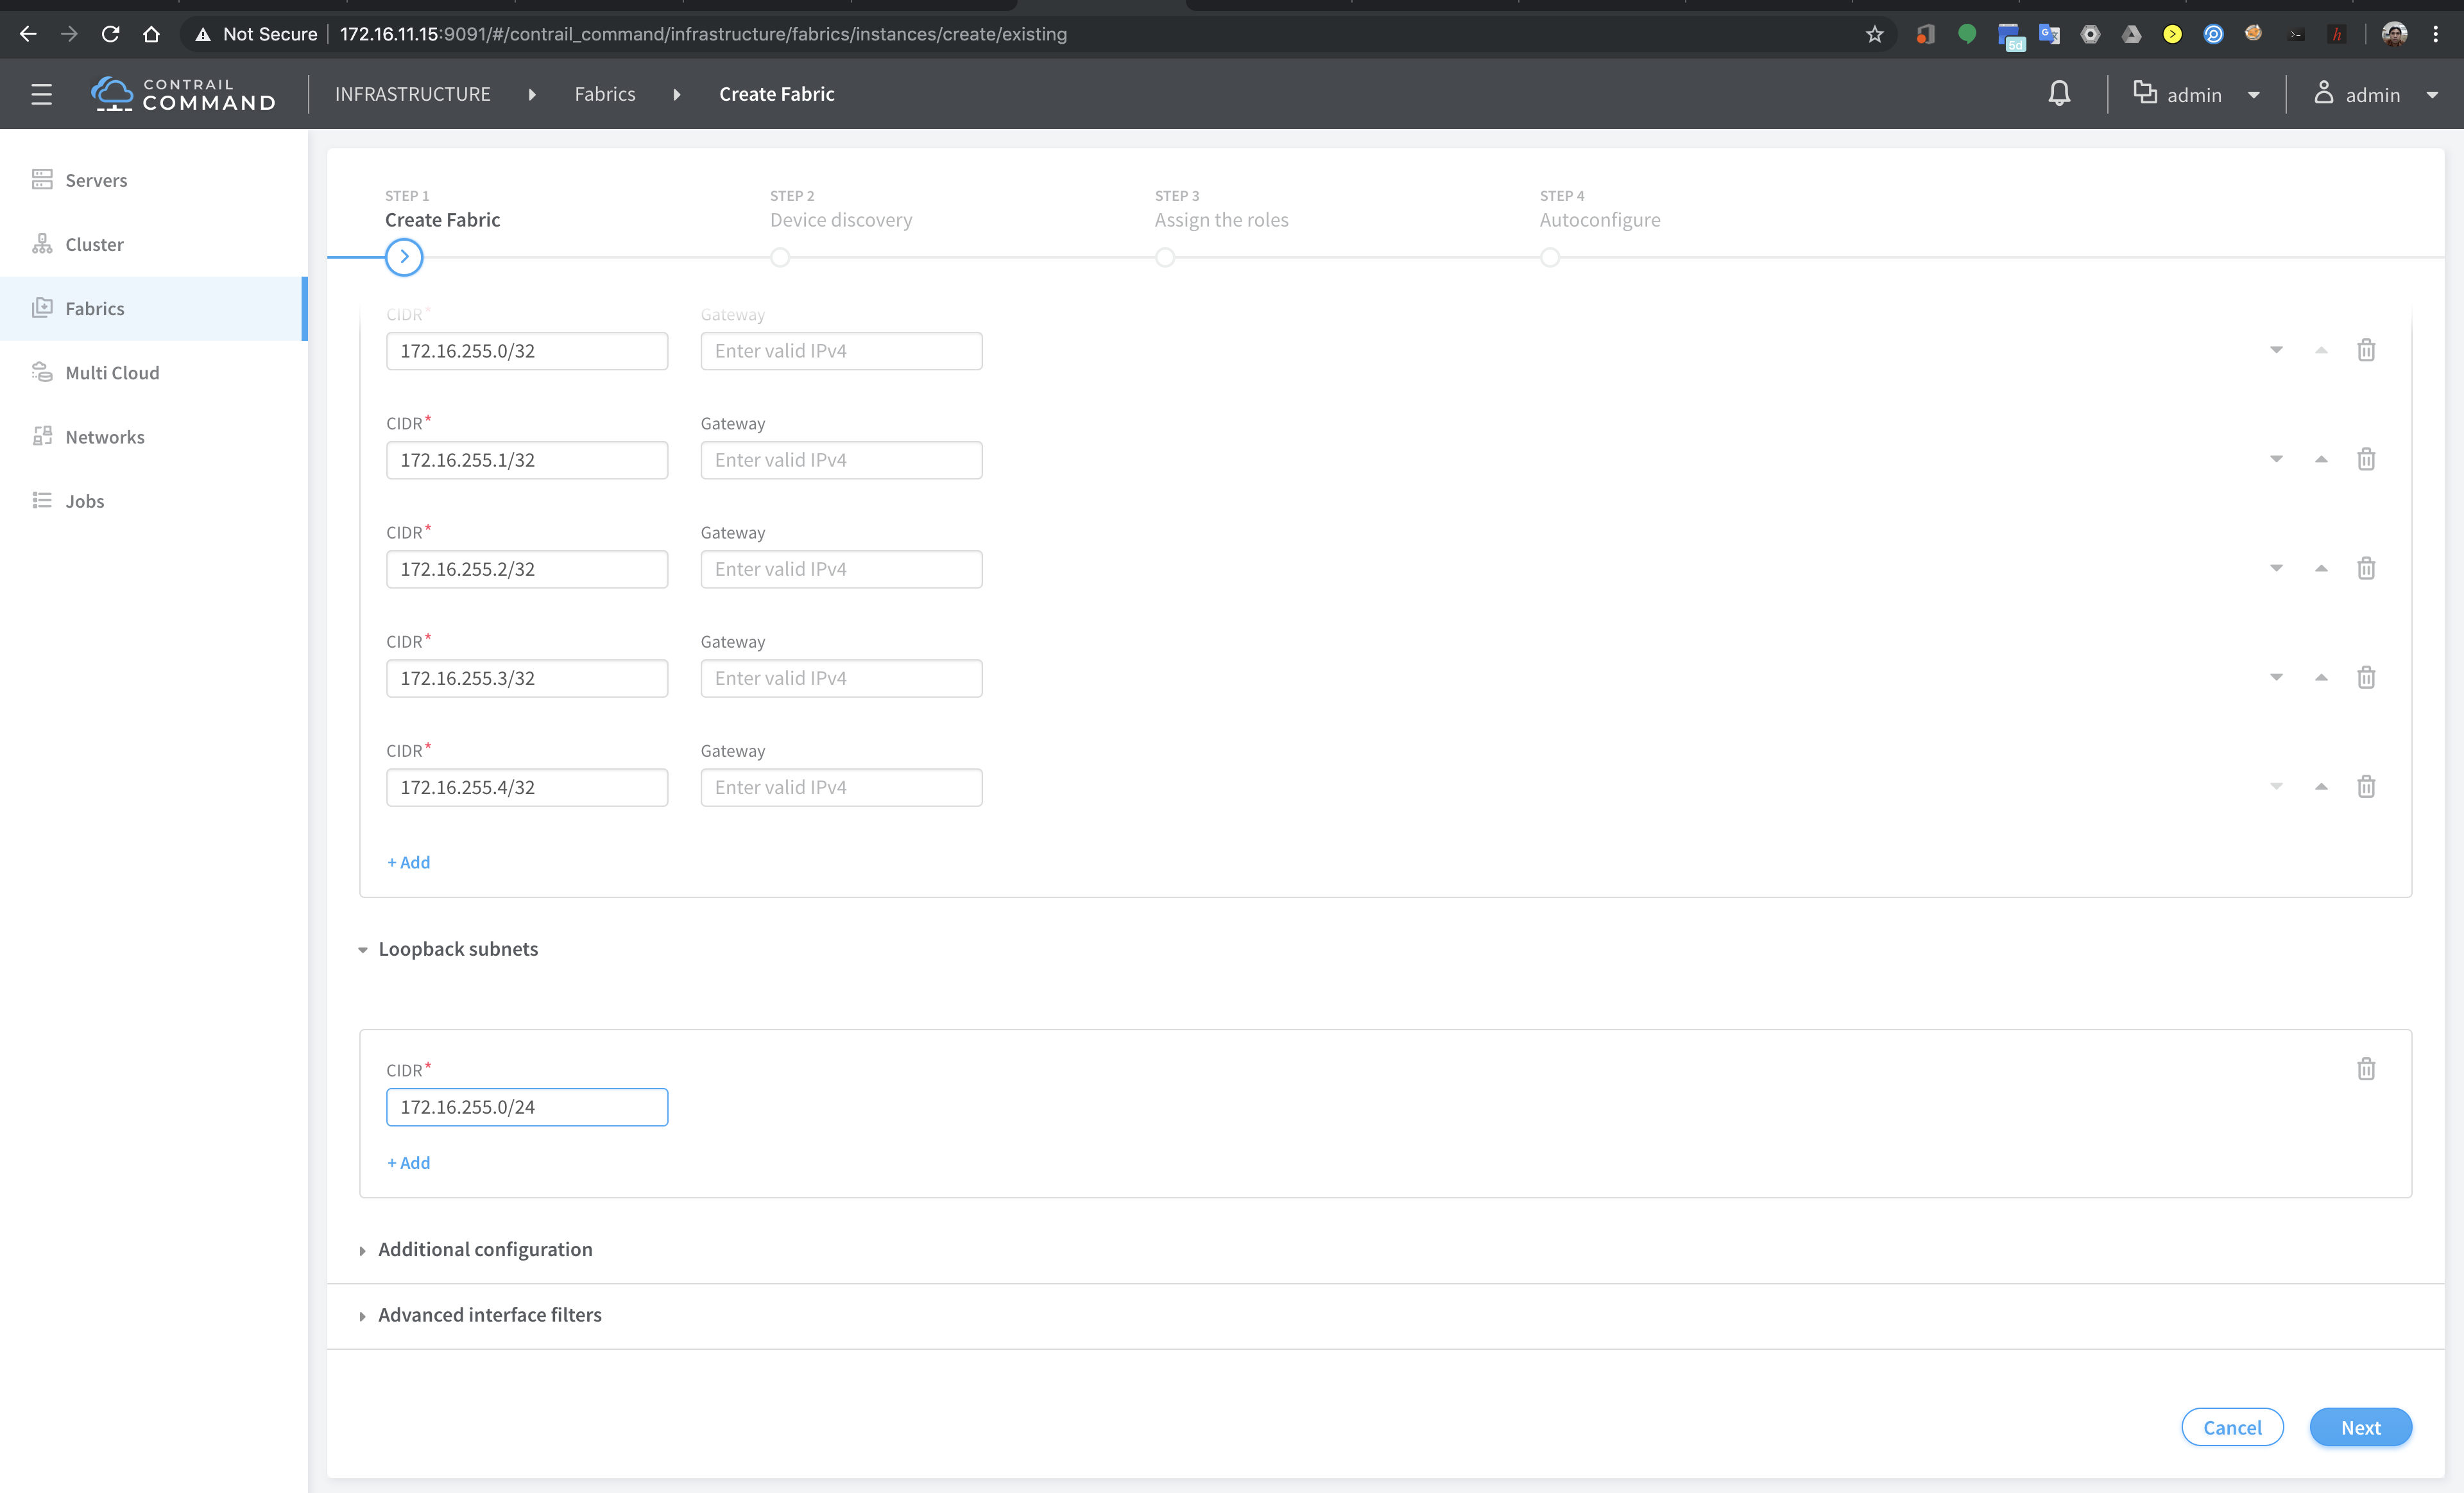 Not Secure 172.16.11.15:9091/#/contrail_command/infrastructure/fabrics/instances/create/existing
5d
CONTRAIL
COMMAND
INFRASTRUCTURE Fabrics Create Fabric
admin admin
Servers
Cluster
Fabrics
Multi Cloud
Networks
Jobs
STEP 1
Create Fabric
STEP 2
Device discovery
STEP 3
Assign the roles
STEP 4
Autoconfigure
CIDR* Gateway
172.16.255.0/32 Enter valid IPv4
CIDR* Gateway
172.16.255.1/32 Enter valid IPv4
CIDR* Gateway
172.16.255.2/32 Enter valid IPv4
CIDR* Gateway
172.16.255.3/32 Enter valid IPv4
CIDR* Gateway
172.16.255.4/32 Enter valid IPv4
+ Add
Loopback subnets
CIDR*
172.16.255.0/24
+ Add
Additional configuration
Advanced interface filters
Cancel Next